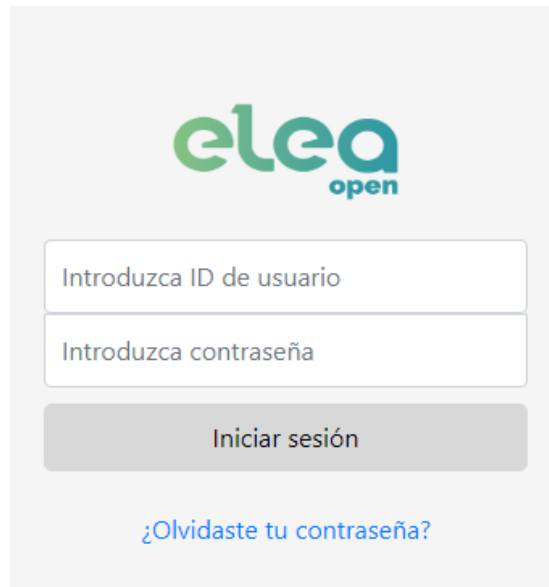 elea
open
Introduzca ID de usuario
Introduzca contraseña
Iniciar sesión
¿Olvidaste tu contraseña?